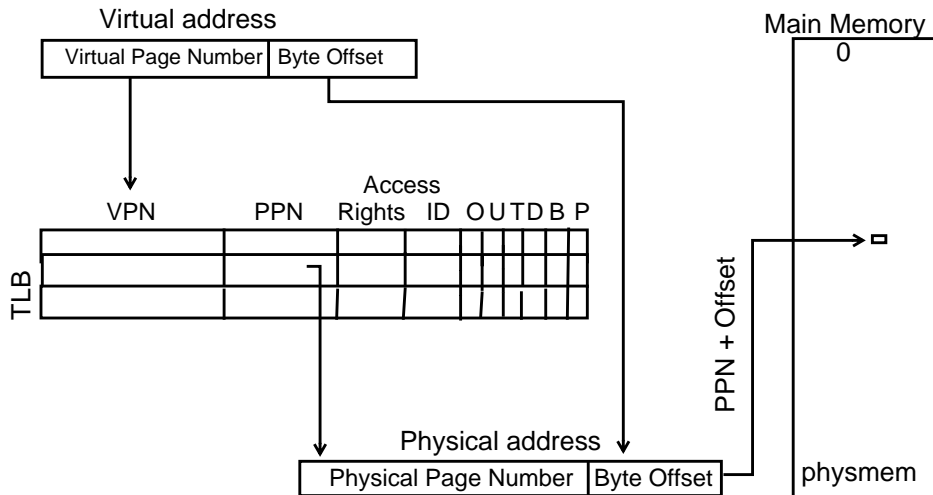 Virtual address
Virtual Page Number Byte Offset
Main Memory
0
Access
VPN PPN Rights ID O U T D B P
TLB
PPN + Offset
Physical address
Physical Page Number Byte Offset
physmem